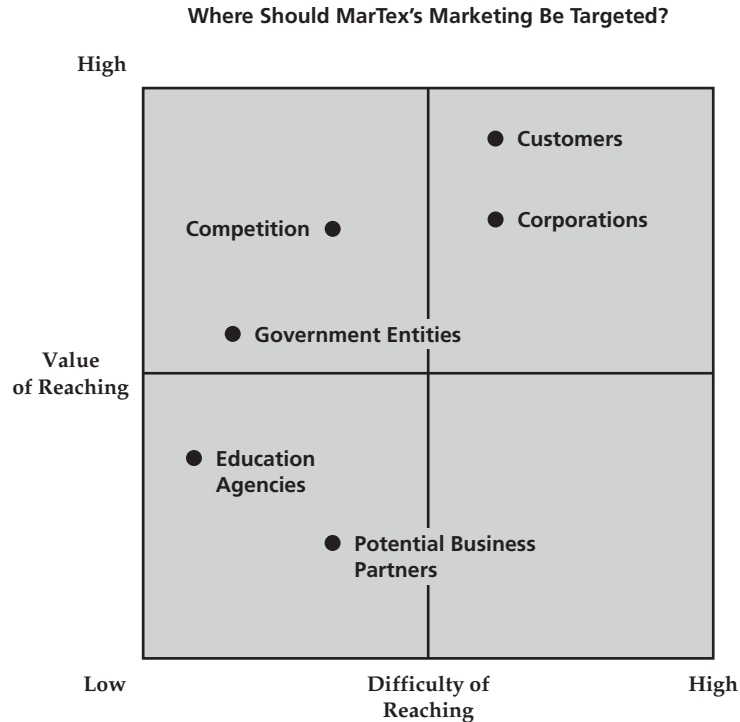 Where Should MarTex's Marketing Be Targeted?
High
Customers
Corporations
Competition
Government Entities
Value
of Reaching
Education
Agencies
Potential Business
Partners
Low
Difficulty of
Reaching
High